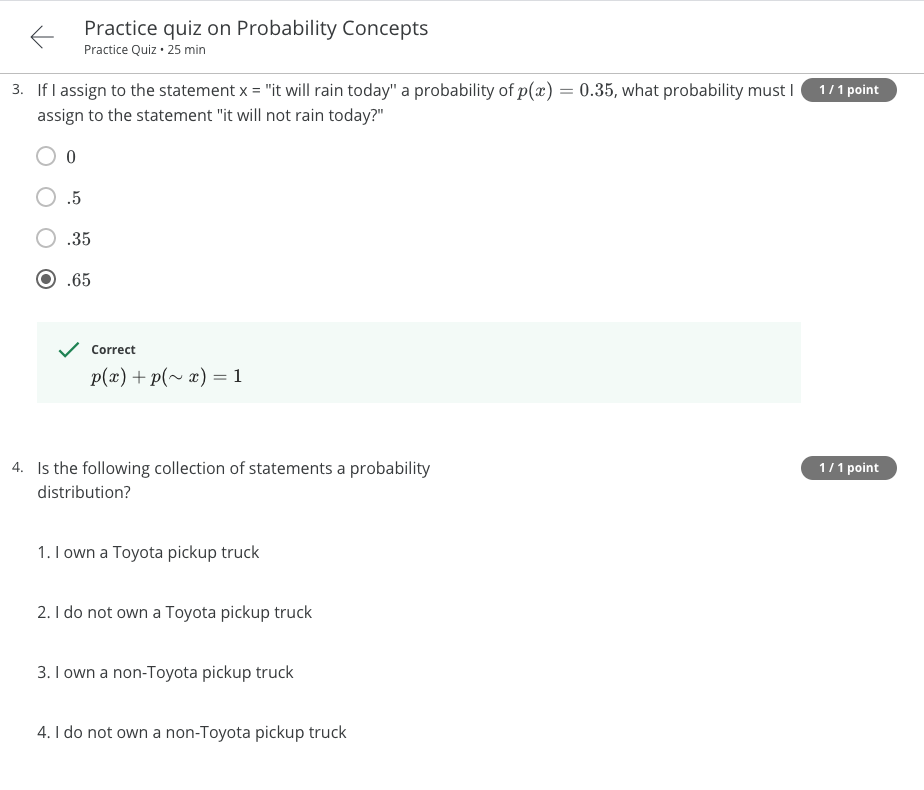 Practice quiz on Probability Concepts
Practice Quiz • 25 min
3. If I assign to the statement x = "it will rain today" a probability of p(x) = 0.35, what probability must I
1 / 1 point
assign to the statement "it will not rain today?"
0
.5
.35
.65
Correct
p(x) + p(∼ x) = 1
4. Is the following collection of statements a probability
1 / 1 point
distribution?
1. I own a Toyota pickup truck
2. I do not own a Toyota pickup truck
3. I own a non-Toyota pickup truck
4. I do not own a non-Toyota pickup truck